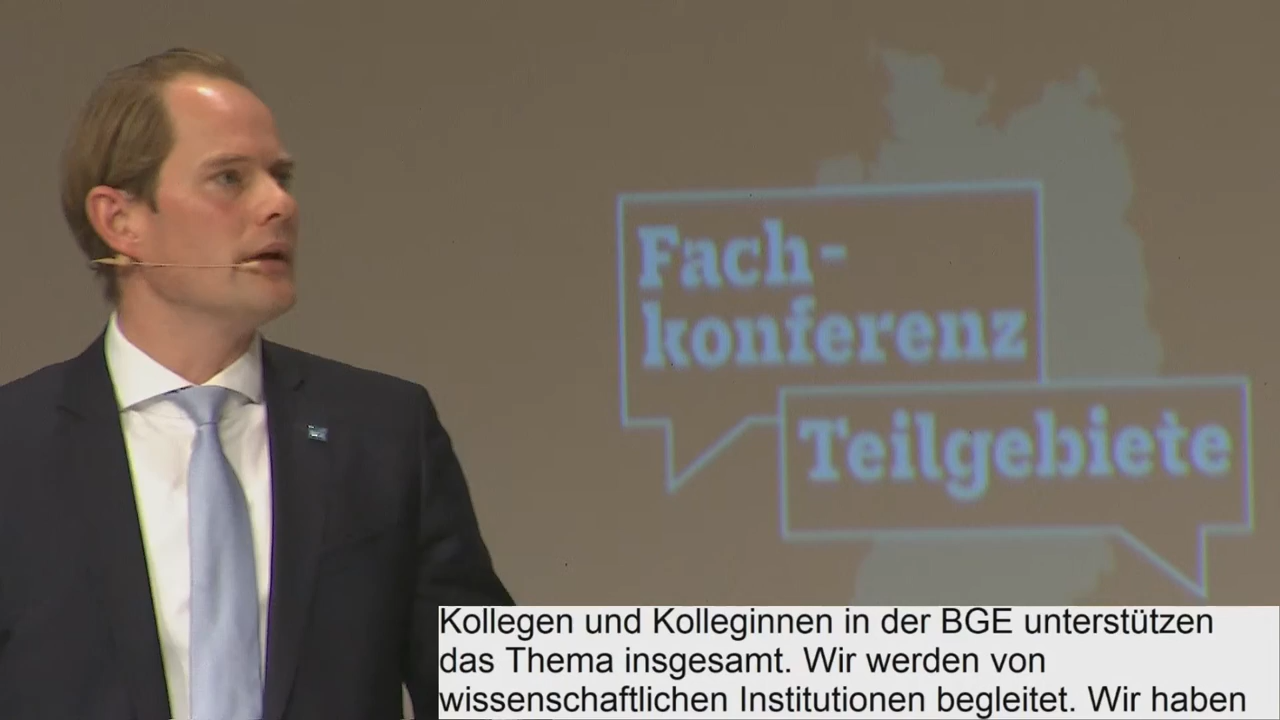 Fach-
konferenz
Teilgebiete
Kollegen und Kolleginnen in der BGE unterstützen
das Thema insgesamt. Wir werden von
wissenschaftlichen Institutionen begleitet. Wir haben